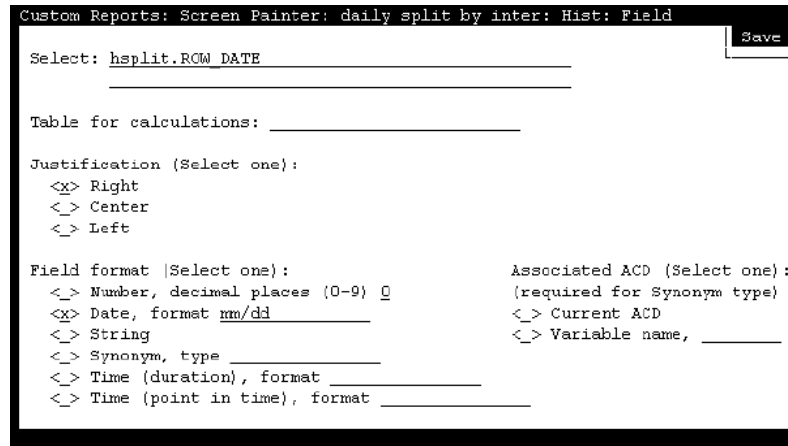 Custom Reports: Screen Painter: daily split by inter: Hist: Field
Save
Select: hsplit.ROW_DATE
Table for calculations:
Justification (Select one):
<x> Right
<_> Center
<_> Left
Field format (Select one):
<_> Number, decimal places (0-9) 0
<x> Date, format mm/dd
<_> String
<_> Synonym, type
<_> Time (duration), format
<_> Time (point in time), format
Associated ACD (Select one):
(required for Synonym type)
<_> Current ACD
<_> Variable name,